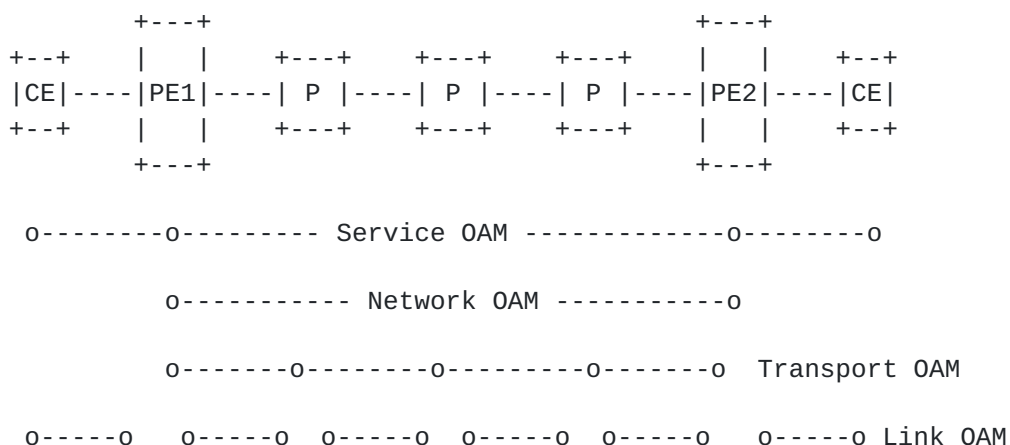 +---+                               +---+
+--+    |   |    +---+    +---+    +---+    |   |    +--+
|CE|----|PE1|----| P |----| P |----| P |----|PE2|----|CE|
+--+    |   |    +---+    +---+    +---+    |   |    +--+
        +---+                               +---+
 o--------o--------- Service OAM -------------o--------o
          o----------- Network OAM -----------o
          o-------o--------o---------o-------o  Transport OAM
 o-----o   o-----o  o-----o  o-----o  o-----o   o-----o Link OAM